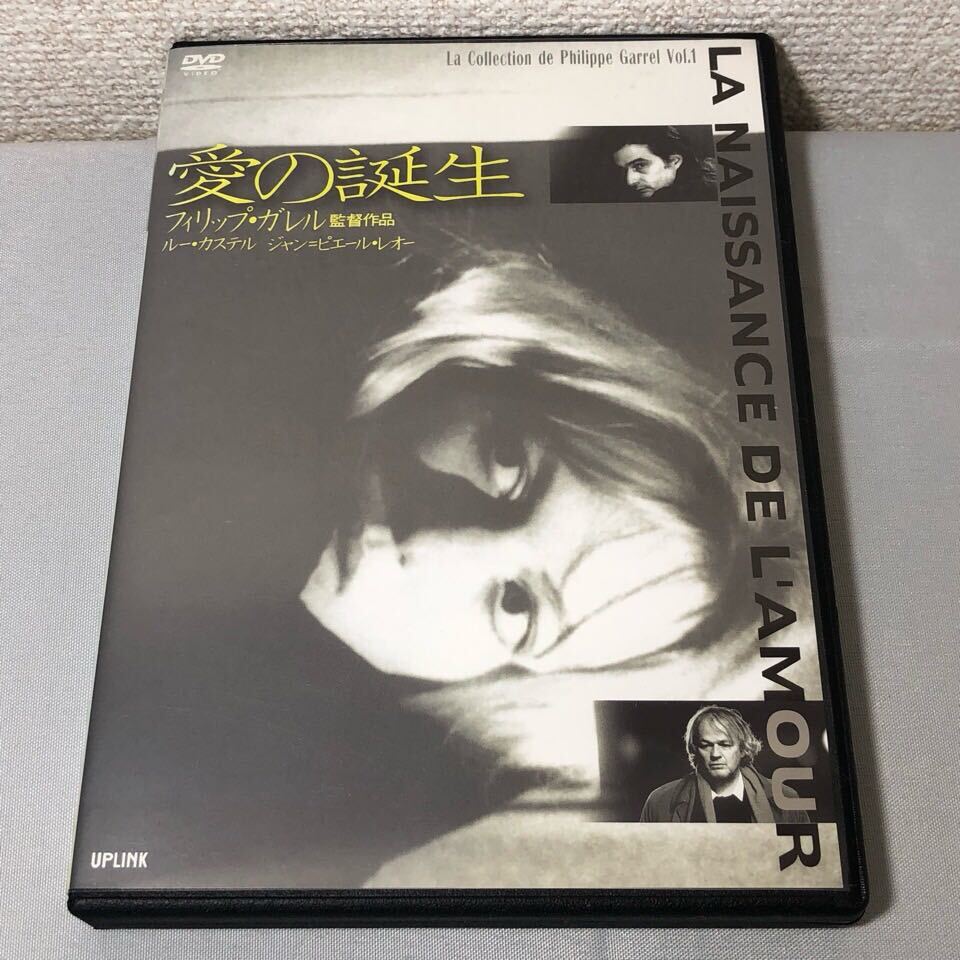 DVD
VIDEO
La Collection de Philippe Garrel Vol.1
愛の誕生
フィリップ・ガレル 監督作品
ルー・カステル ジャン=ピエール・レオー
LA NAISSANCE DE L'AMOUR
UPLINK